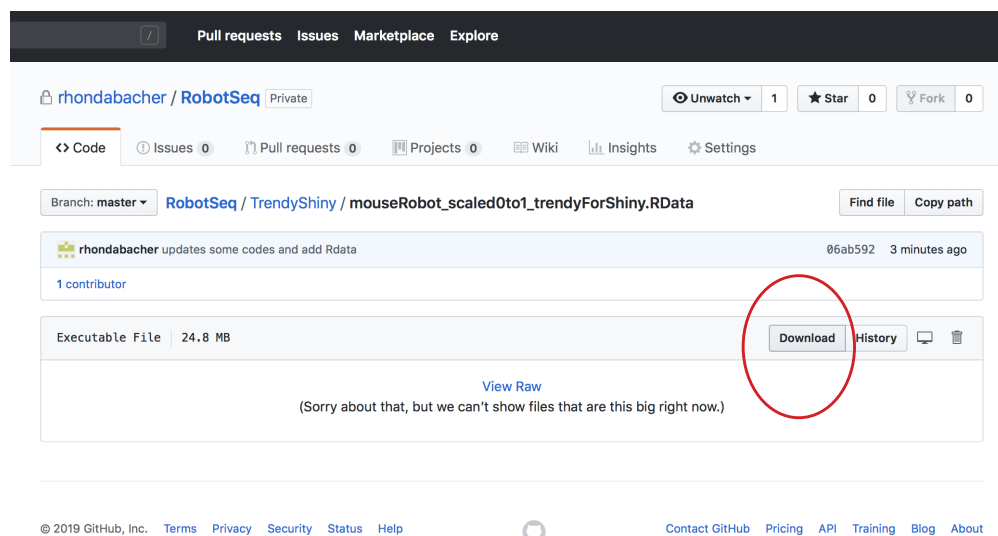 / Pull requests Issues Marketplace Explore
rhondabacher / RobotSeq Private Unwatch 1 Star 0 Fork 0
<> Code Issues 0 Pull requests 0 Projects 0 Wiki Insights Settings
Branch: master RobotSeq / TrendyShiny / mouseRobot_scaled0to1_trendyForShiny.RData Find file Copy path
rhondabacher updates some codes and add Rdata 06ab592 3 minutes ago
1 contributor
Executable File 24.8 MB Download History
View Raw
(Sorry about that, but we can't show files that are this big right now.)
© 2019 GitHub, Inc. Terms Privacy Security Status Help Contact GitHub Pricing API Training Blog About